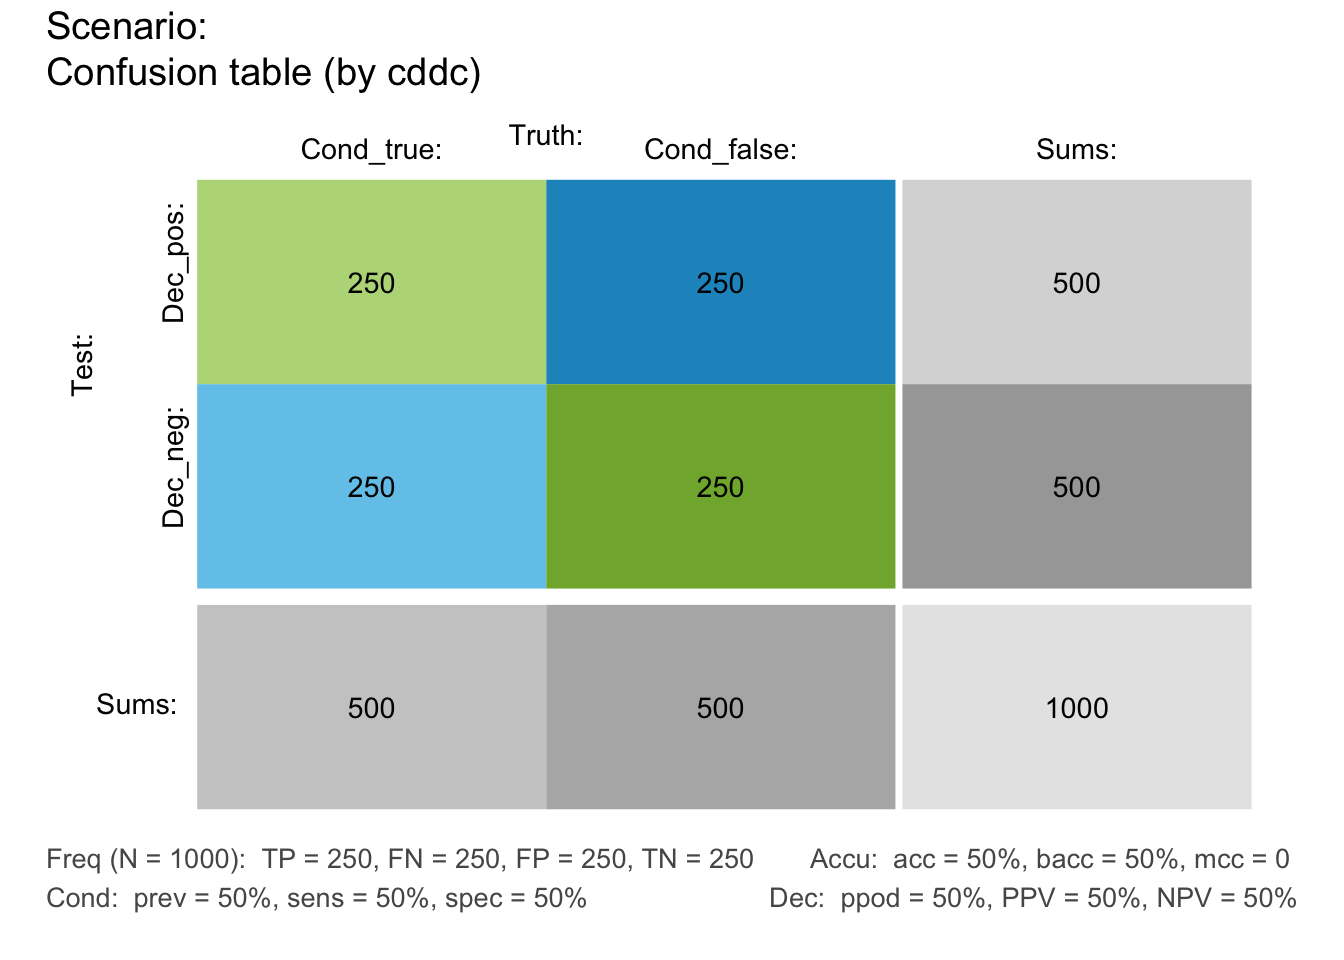 Scenario:
Confusion table (by cddc)
Truth:
Cond_true: Cond_false: Sums:
Test:
Dec_pos: 250 250 500
Dec_neg: 250 250 500
Sums: 500 500 1000
Freq (N = 1000): TP = 250, FN = 250, FP = 250, TN = 250 Accu: acc = 50%, bacc = 50%, mcc = 0
Cond: prev = 50%, sens = 50%, spec = 50% Dec: ppod = 50%, PPV = 50%, NPV = 50%